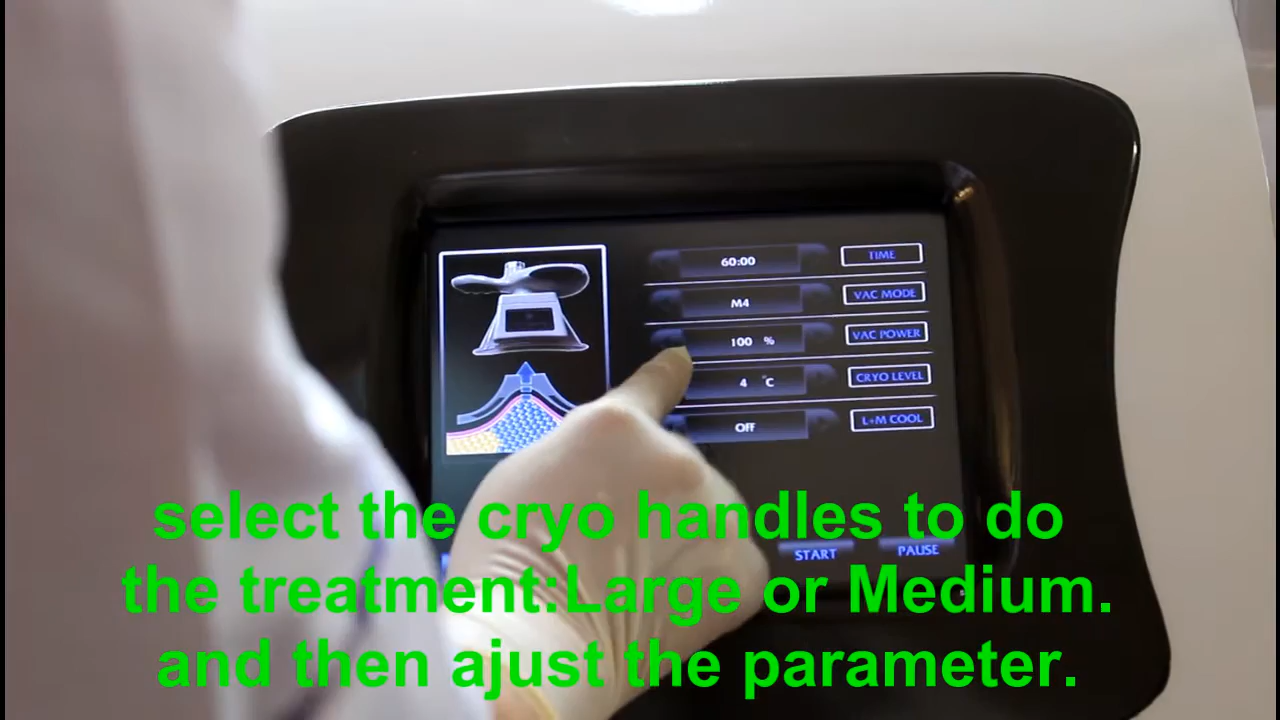 60:00 TIME
M4 VAC MODE
100 % VAC POWER
4 °C CRYO LEVEL
OFF L+M COOL
START PAUSE
select the cryo handles to do
the treatment:Large or Medium.
and then ajust the parameter.